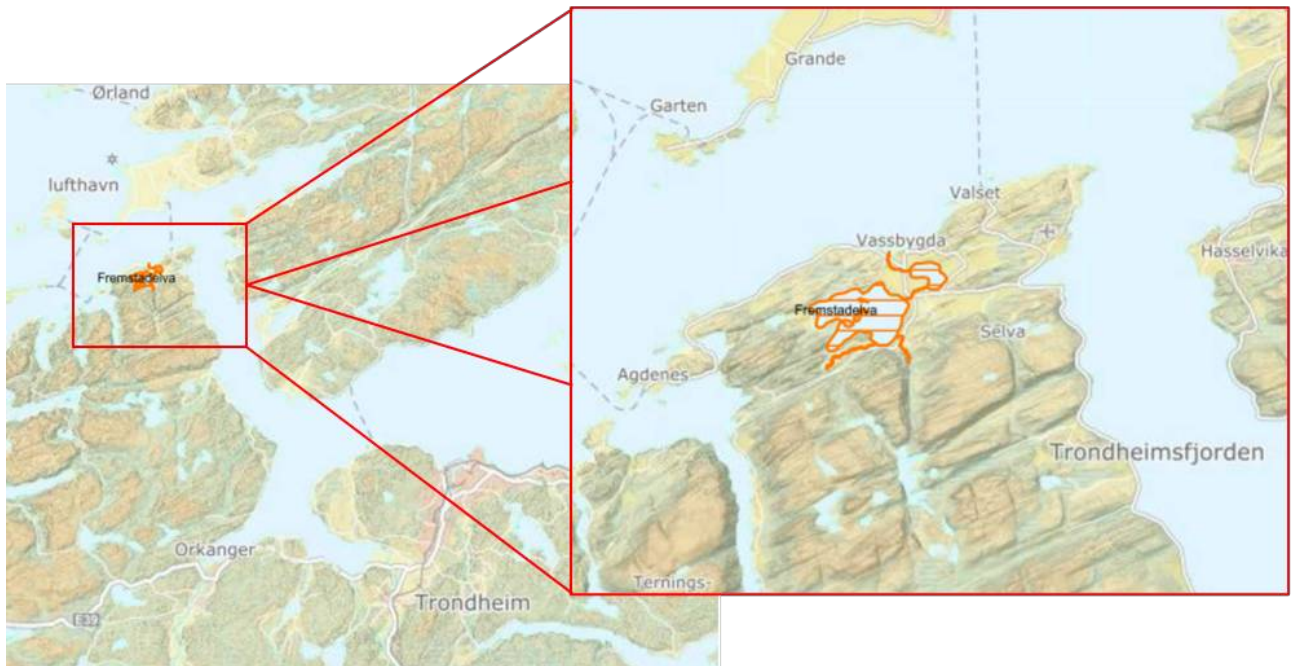 Ørland
lufthavn
Fremstadelva
Orkanger
Trondheim
E39
Grande
Garten
Valset
Vassbygda
Hasselvika
Fremstadelva
Selva
Agdenes
Trondheimsfjorden
Ternings-